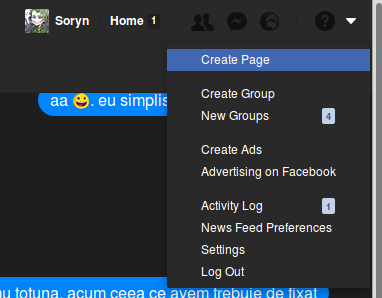 Soryn
Home 1
?
Create Page
aa 😀. eu simplis
Create Group
New Groups 4
Create Ads
Advertising on Facebook
Activity Log 1
News Feed Preferences
Settings
Log Out
totuna, acum ceea ce avem trebuie de fixat